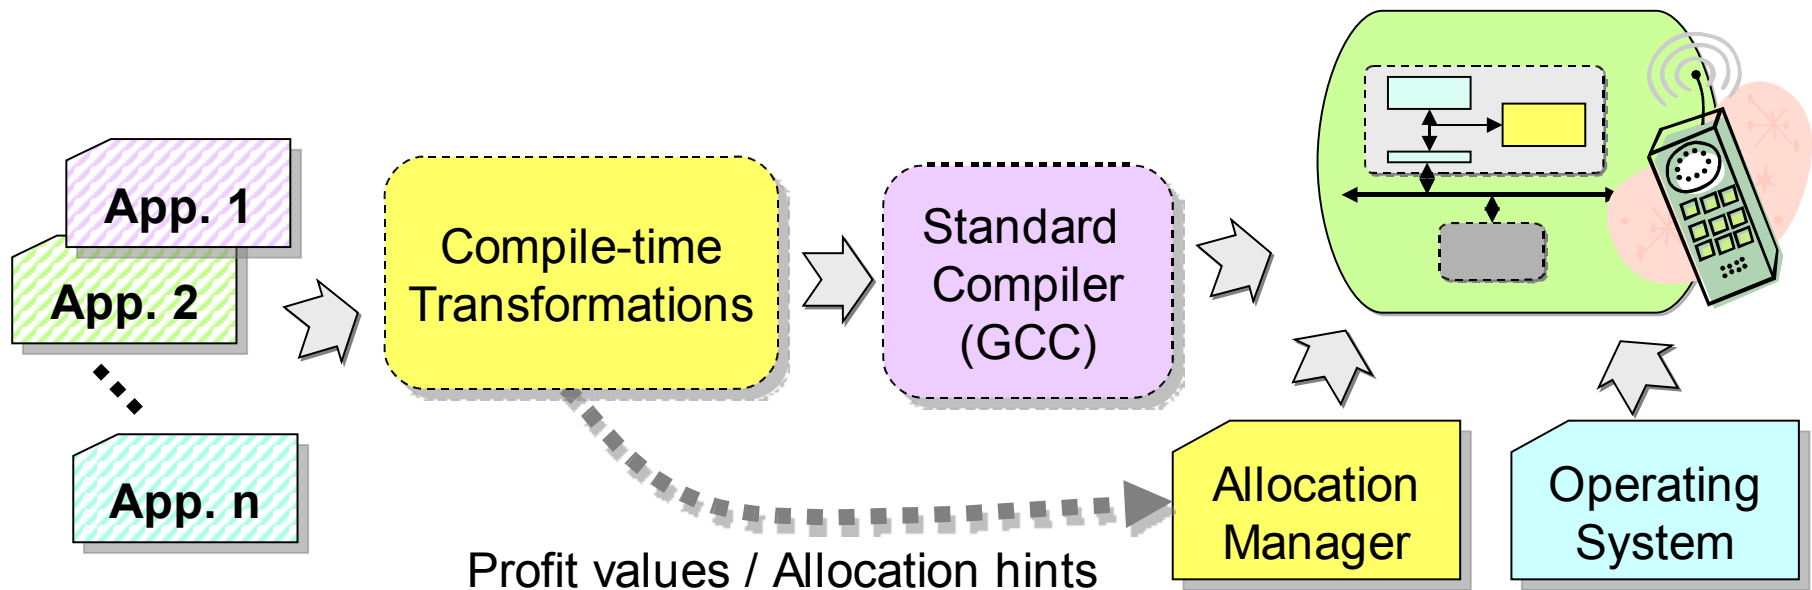 App. 1
App. 2
App. n
Compile-time
Transformations
Standard
Compiler
(GCC)
Profit values / Allocation hints
Allocation
Manager
Operating
System